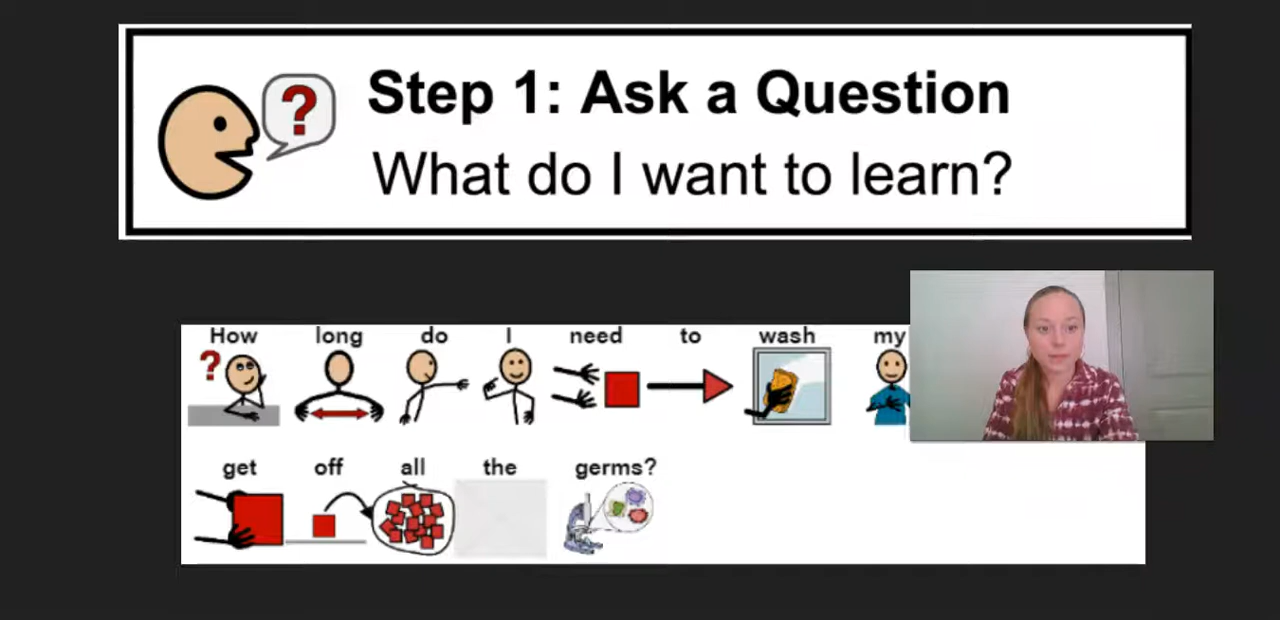 Step 1: Ask a Question
What do I want to learn?
How long do I need to wash my
get off all the germs?